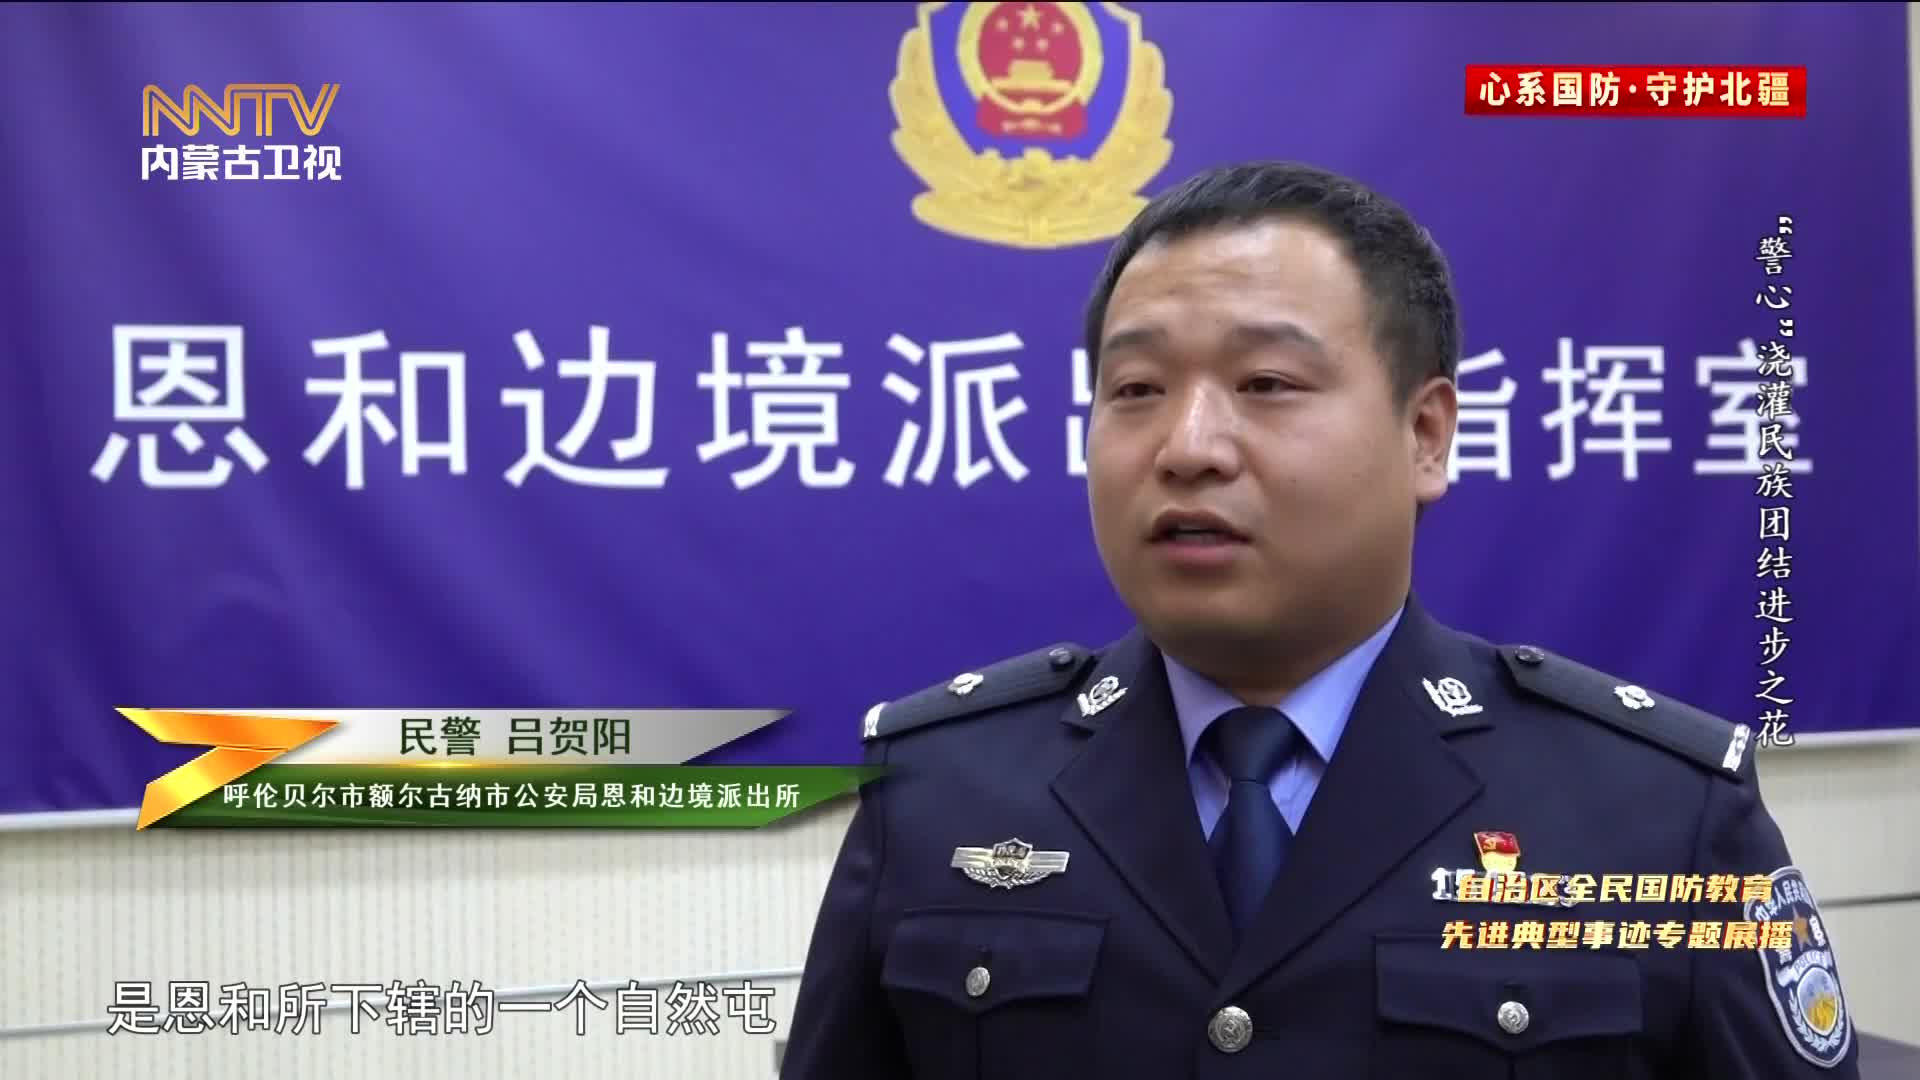 NNTV
内蒙古卫视
心系国防·守护北疆
“警心“浇灌民族团结进步之花
恩和边境派出 指挥室
民警 吕贺阳
呼伦贝尔市额尔古纳市公安局恩和边境派出所
自治区全民国防教育
先进典型事迹专题展播
是恩和所下辖的一个自然屯